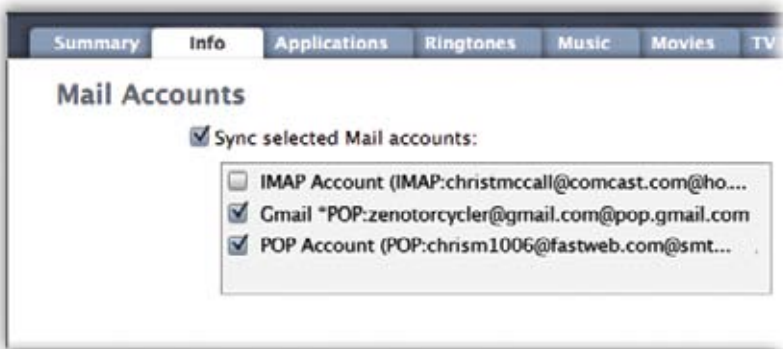 Summary Info Applications Ringtones Music Movies TV
Mail Accounts
Sync selected Mail accounts:
IMAP Account (IMAP:christmccall@comcast.com@ho....
Gmail *POP:zenotorcycler@gmail.com@pop.gmail.com
POP Account (POP:chrism1006@fastweb.com@smt... .